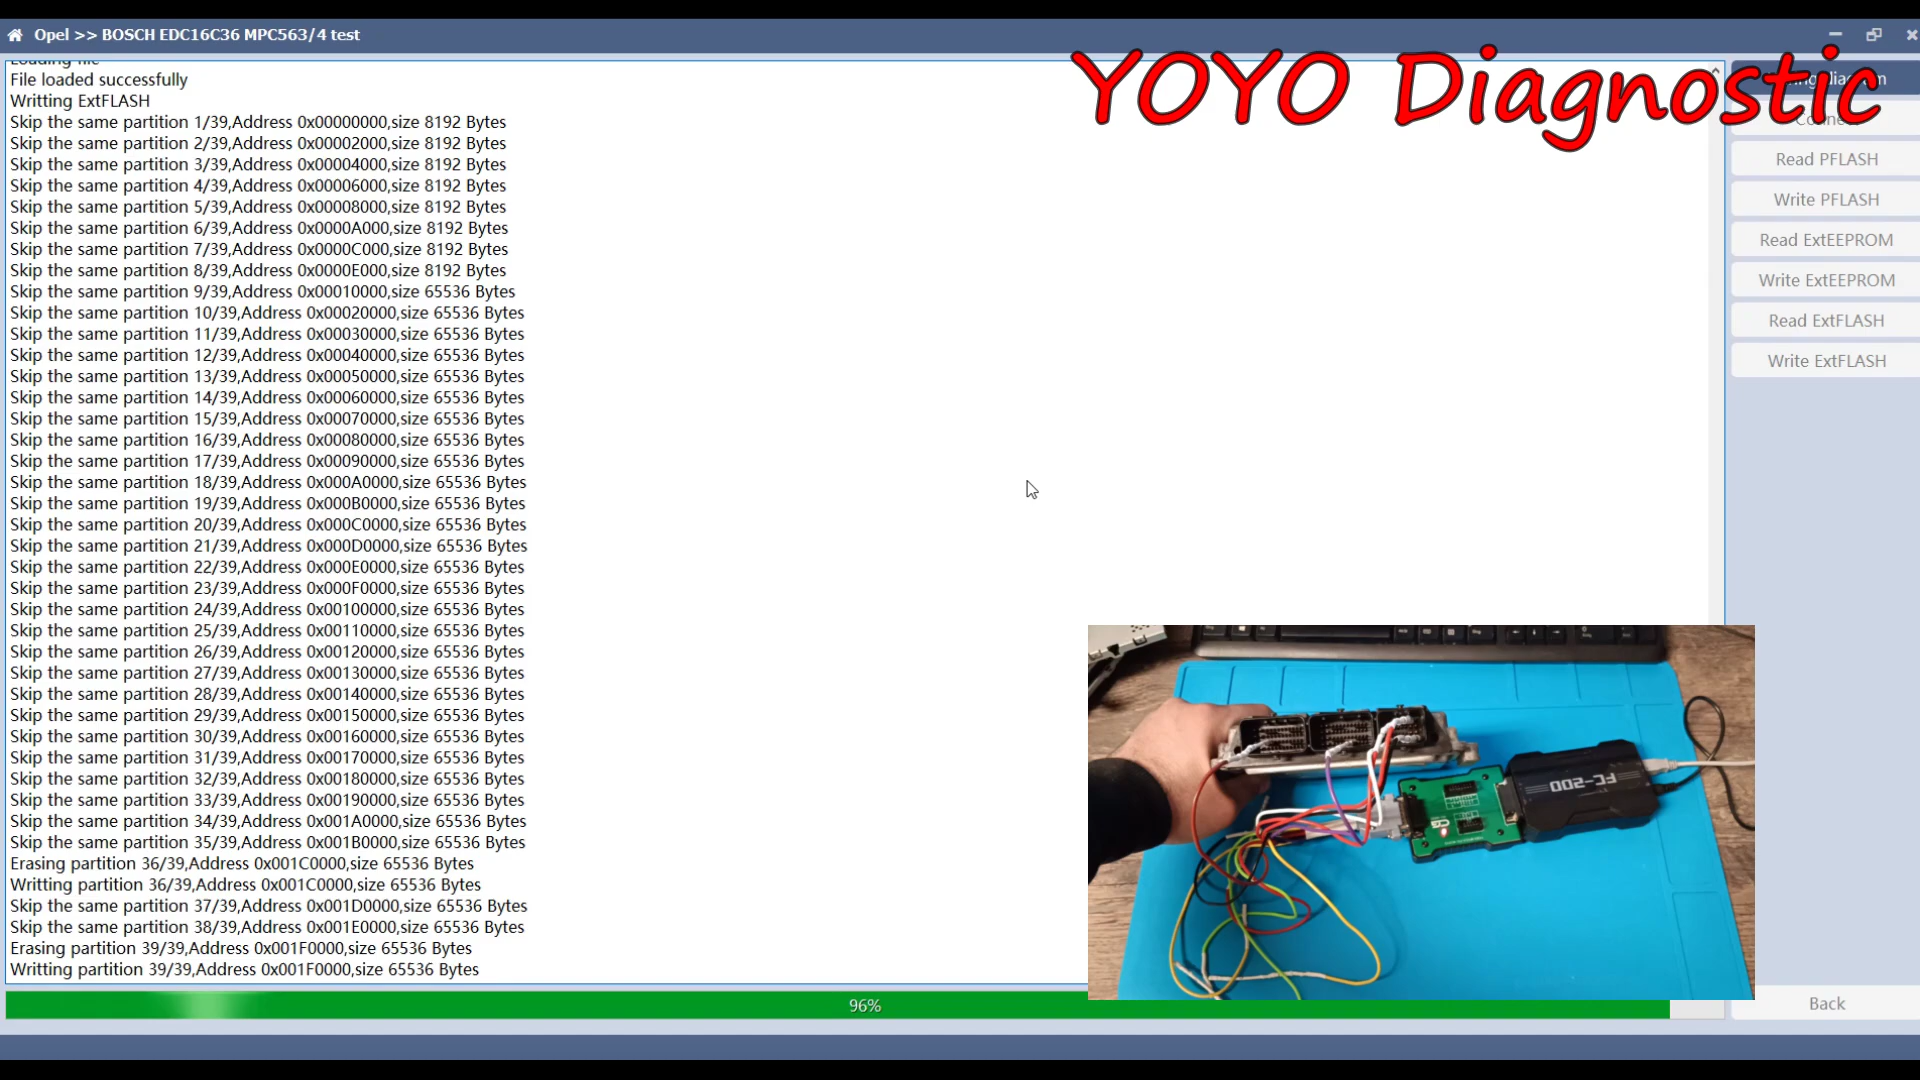 Opel >> BOSCH EDC16C36 MPC563/4 test
YOYO Diagnostic
Loading file
File loaded successfully
Writting ExtFLASH
Skip the same partition 1/39,Address 0x00000000,size 8192 Bytes
Skip the same partition 2/39,Address 0x00002000,size 8192 Bytes
Skip the same partition 3/39,Address 0x00004000,size 8192 Bytes
Skip the same partition 4/39,Address 0x00006000,size 8192 Bytes
Skip the same partition 5/39,Address 0x00008000,size 8192 Bytes
Skip the same partition 6/39,Address 0x0000A000,size 8192 Bytes
Skip the same partition 7/39,Address 0x0000C000,size 8192 Bytes
Skip the same partition 8/39,Address 0x0000E000,size 8192 Bytes
Skip the same partition 9/39,Address 0x00010000,size 65536 Bytes
Skip the same partition 10/39,Address 0x00020000,size 65536 Bytes
Skip the same partition 11/39,Address 0x00030000,size 65536 Bytes
Skip the same partition 12/39,Address 0x00040000,size 65536 Bytes
Skip the same partition 13/39,Address 0x00050000,size 65536 Bytes
Skip the same partition 14/39,Address 0x00060000,size 65536 Bytes
Skip the same partition 15/39,Address 0x00070000,size 65536 Bytes
Skip the same partition 16/39,Address 0x00080000,size 65536 Bytes
Skip the same partition 17/39,Address 0x00090000,size 65536 Bytes
Skip the same partition 18/39,Address 0x000A0000,size 65536 Bytes
Skip the same partition 19/39,Address 0x000B0000,size 65536 Bytes
Skip the same partition 20/39,Address 0x000C0000,size 65536 Bytes
Skip the same partition 21/39,Address 0x000D0000,size 65536 Bytes
Skip the same partition 22/39,Address 0x000E0000,size 65536 Bytes
Skip the same partition 23/39,Address 0x000F0000,size 65536 Bytes
Skip the same partition 24/39,Address 0x00100000,size 65536 Bytes
Skip the same partition 25/39,Address 0x00110000,size 65536 Bytes
Skip the same partition 26/39,Address 0x00120000,size 65536 Bytes
Skip the same partition 27/39,Address 0x00130000,size 65536 Bytes
Skip the same partition 28/39,Address 0x00140000,size 65536 Bytes
Skip the same partition 29/39,Address 0x00150000,size 65536 Bytes
Skip the same partition 30/39,Address 0x00160000,size 65536 Bytes
Skip the same partition 31/39,Address 0x00170000,size 65536 Bytes
Skip the same partition 32/39,Address 0x00180000,size 65536 Bytes
Skip the same partition 33/39,Address 0x00190000,size 65536 Bytes
Skip the same partition 34/39,Address 0x001A0000,size 65536 Bytes
Skip the same partition 35/39,Address 0x001B0000,size 65536 Bytes
Erasing partition 36/39,Address 0x001C0000,size 65536 Bytes
Writting partition 36/39,Address 0x001C0000,size 65536 Bytes
Skip the same partition 37/39,Address 0x001D0000,size 65536 Bytes
Skip the same partition 38/39,Address 0x001E0000,size 65536 Bytes
Erasing partition 39/39,Address 0x001F0000,size 65536 Bytes
Writting partition 39/39,Address 0x001F0000,size 65536 Bytes
96%
Read PFLASH
Write PFLASH
Read ExtEEPROM
Write ExtEEPROM
Read ExtFLASH
Write ExtFLASH
FC-200
Back